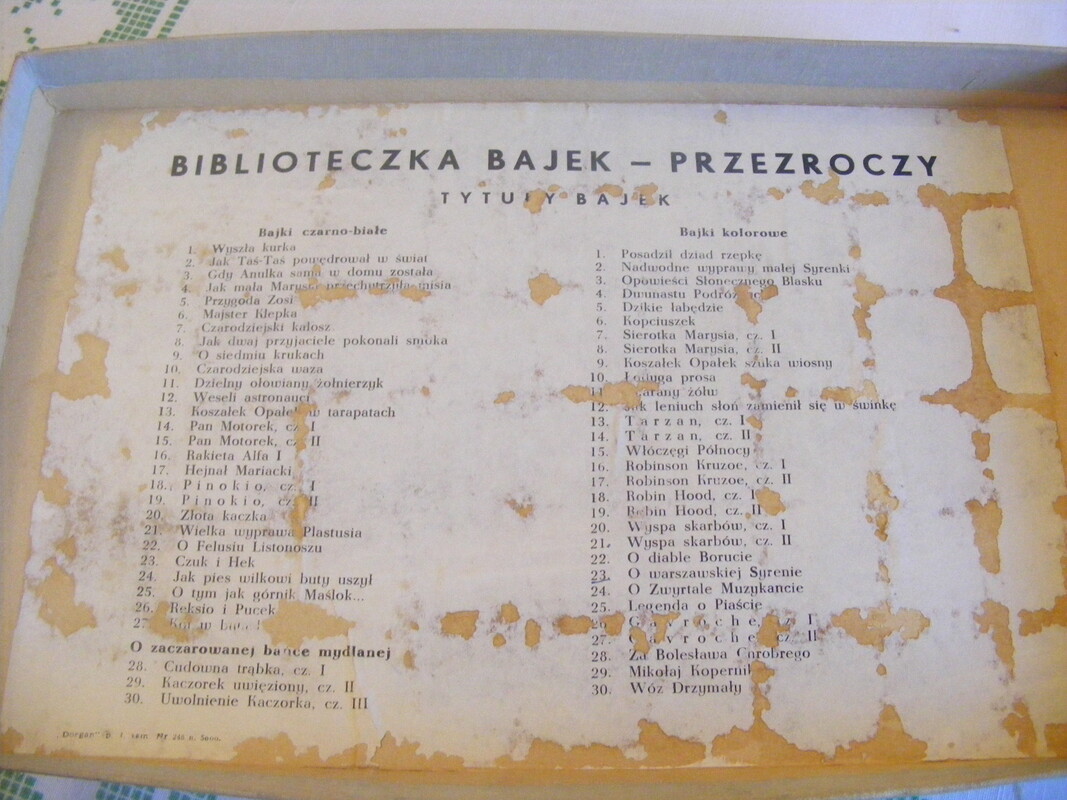 BIBLIOTECZKA BAJEK — PRZEZROCZY
TYTUŁY BAJEK
Bajki czarno-białe
1. Wyszła kurka
2. Jak Taś-Taś powędrował w świat
3. Gdy Anulka sama w domu została
4. Jak mała Marysia przechytrzyła misia
5. Przygoda Zosi
6. Majster Klepka
7. Czarodziejski kalosz
8. Jak dwaj przyjaciele pokonali smoka
9. O siedmiu krukach
10. Czarodziejska waza
11. Dzielny ołowiany żołnierzyk
12. Weseli astronauci
13. Koszałek Opałek w tarapatach
14. Pan Motorek, cz. I
15. Pan Motorek, cz. II
16. Rakieta Alfa I
17. Hejnał Mariacki
18. Pinokio, cz. I
19. Pinokio, cz. II
20. Złota kaczka
21. Wielka wyprawa Plastusia
22. O Felusiu Listonoszu
23. Czuk i Hek
24. Jak pies wilkowi buty uszył
25. O tym jak górnik Maślok...
26. Reksio i Pucek
27 Kot w
O zaczarowanej bańce mydlanej
28. Cudowna trąbka, cz. I
29. Kaczorek uwięziony, cz. II
30. Uwolnienie Kaczorka, cz. III
Bajki kolorowe
1. Posadził dziad rzepkę
2. Nadwodne wyprawy małej Syrenki
3. Opowieści Słonecznego Blasku
4. Dwunastu
5. Dzikie łabędzie
6. Kopciuszek
7. Sierotka Marysia, cz. I
8. Sierotka Marysia, cz. II
9. Koszałek Opałek szuka wiosny
10. prosa
11 żółw
12. Jak leniuch słoń zamienił się w świnkę
13. Tarzan, cz. I
14. Tarzan, cz. II
15. Włóczęgi Północy
16. Robinson Kruzoe, cz. I
17. Robinson Kruzoe, cz. II
18. Robin Hood, cz. I
19. Robin Hood, cz. II
20. Wyspa skarbów, cz. I
21. Wyspa skarbów, cz. II
22. O diable Borucie
23. O warszawskiej Syrenie
24. O Zwyrtale Muzykancie
25. Legenda o Piaście
26 Gavroche, cz. I
27. Gavroche, cz. II
28. Za Bolesława Chrobrego
29. Mikołaj Kopernik
30. Wóz Drzymały